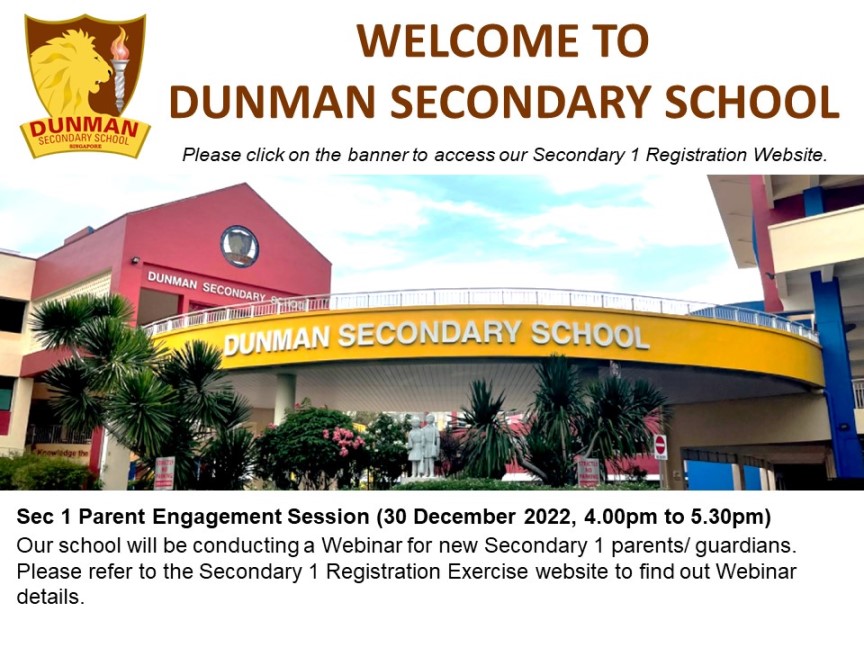 WELCOME TO
DUNMAN SECONDARY SCHOOL
DUNMAN
SECONDARY SCHOOL
SINGAPORE
Please click on the banner to access our Secondary 1 Registration Website.
DUNMAN SECONDARY SCHOOL
DUNMAN SECONDARY SCHOOL
Knowledge the
Sec 1 Parent Engagement Session (30 December 2022, 4.00pm to 5.30pm)
Our school will be conducting a Webinar for new Secondary 1 parents/ guardians.
Please refer to the Secondary 1 Registration Exercise website to find out Webinar
details.